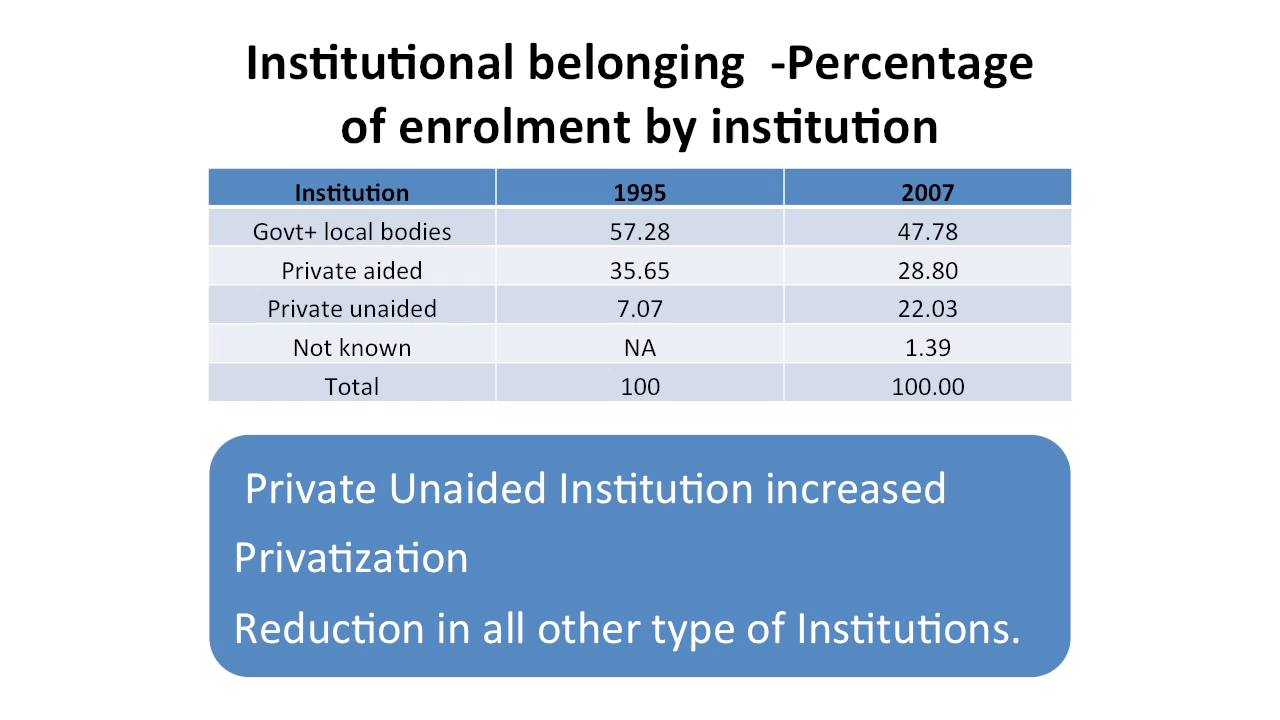 Institutional belonging  -Percentage
of enrolment by institution
Institution 1995 2007
Govt+ local bodies 57.28 47.78
Private aided 35.65 28.80
Private unaided 7.07 22.03
Not known NA 1.39
Total 100 100.00
Private Unaided Institution increased
Privatization
Reduction in all other type of Institutions.